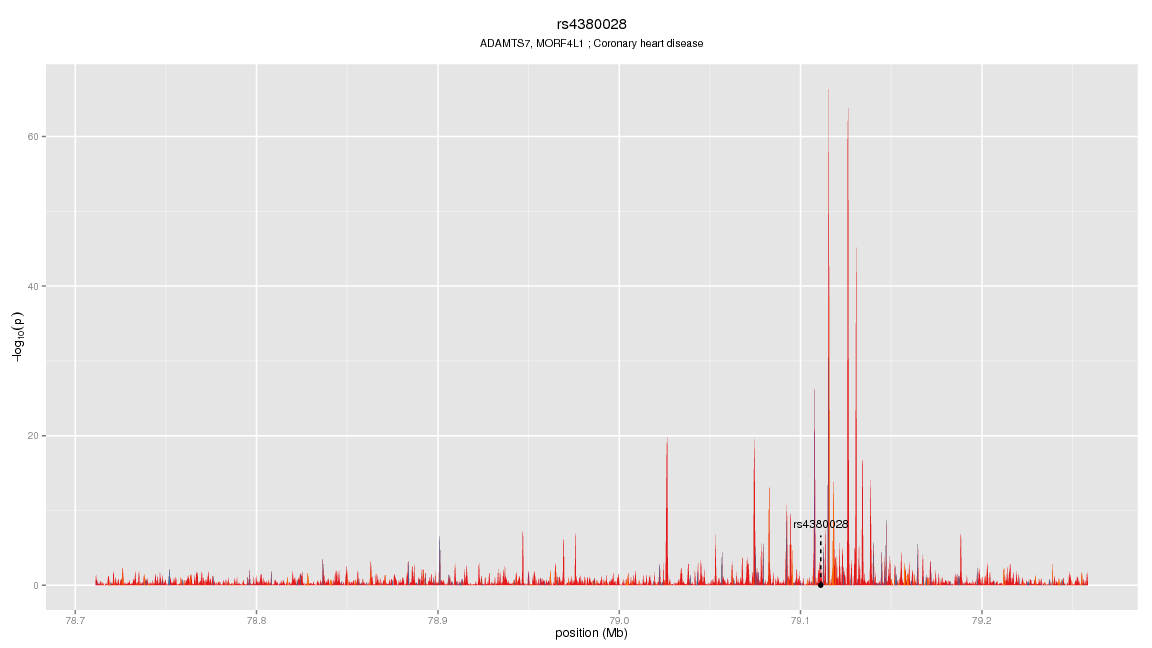 rs4380028
ADAMTS7, MORF4L1 ; Coronary heart disease
−log10(p)
60
40
20
0
rs4380028
78.7 78.8 78.9 79.0 79.1 79.2
position (Mb)